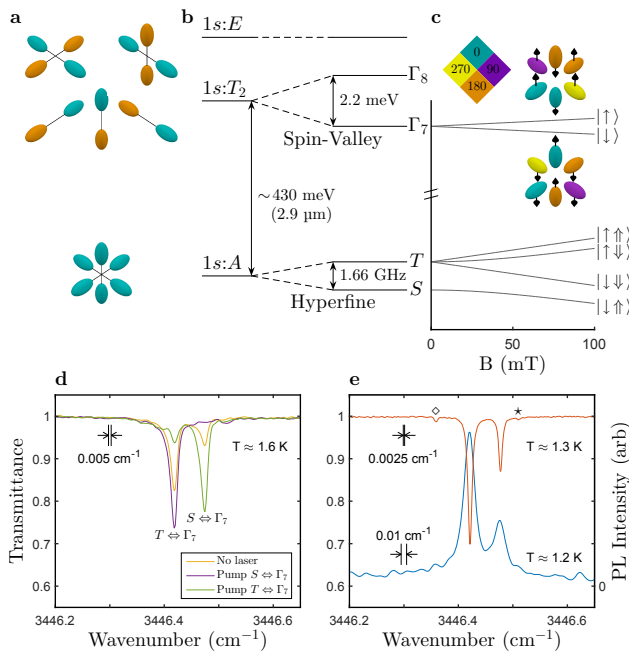 a
b
c
1s:E
1s:T₂
Γ₈
2.2 meV
Γ₇
Spin-Valley
~430 meV
(2.9 µm)
1s:A
T
1.66 GHz
S
Hyperfine
0
270
90
180
|↑⟩
|↓⟩
|↑⇑⟩
|↑⇓⟩
|↓⇓⟩
|↓⇑⟩
0
50
100
B (mT)
d
1
0.9
0.8
0.7
0.6
Transmittance
0.005 cm⁻¹
T ≈ 1.6 K
S ⇔ Γ₇
T ⇔ Γ₇
No laser
Pump S ⇔ Γ₇
Pump T ⇔ Γ₇
3446.2
3446.4
3446.6
Wavenumber (cm⁻¹)
e
1
0.9
0.8
0.7
0.6
◇
★
0.0025 cm⁻¹
T ≈ 1.3 K
0.01 cm⁻¹
T ≈ 1.2 K
0
PL Intensity (arb)
3446.2
3446.4
3446.6
Wavenumber (cm⁻¹)